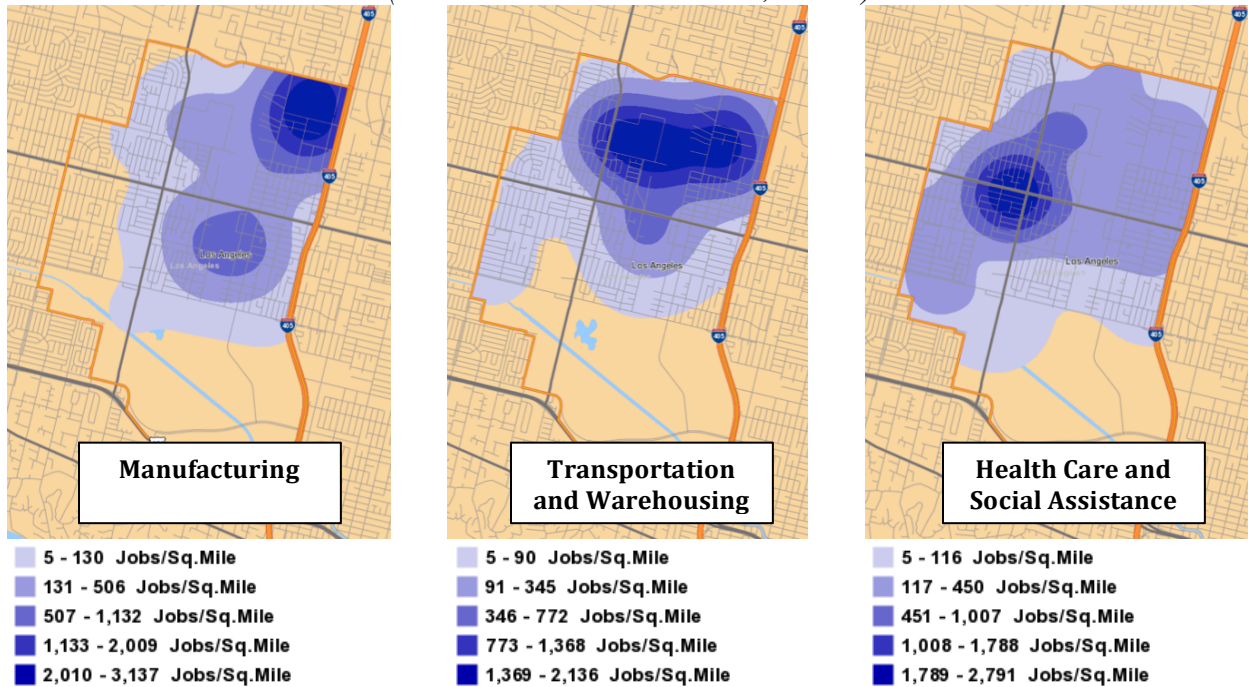 405
405
405
Los Angeles
Los Angeles
405
405
405
Los Angeles
405
405
405
Los Angeles
Manufacturing
Transportation
and Warehousing
Health Care and
Social Assistance
5 - 130 Jobs/Sq.Mile
131 - 506 Jobs/Sq.Mile
507 - 1,132 Jobs/Sq.Mile
1,133 - 2,009 Jobs/Sq.Mile
2,010 - 3,137 Jobs/Sq.Mile
5 - 90 Jobs/Sq.Mile
91 - 345 Jobs/Sq.Mile
346 - 772 Jobs/Sq.Mile
773 - 1,368 Jobs/Sq.Mile
1,369 - 2,136 Jobs/Sq.Mile
5 - 116 Jobs/Sq.Mile
117 - 450 Jobs/Sq.Mile
451 - 1,007 Jobs/Sq.Mile
1,008 - 1,788 Jobs/Sq.Mile
1,789 - 2,791 Jobs/Sq.Mile